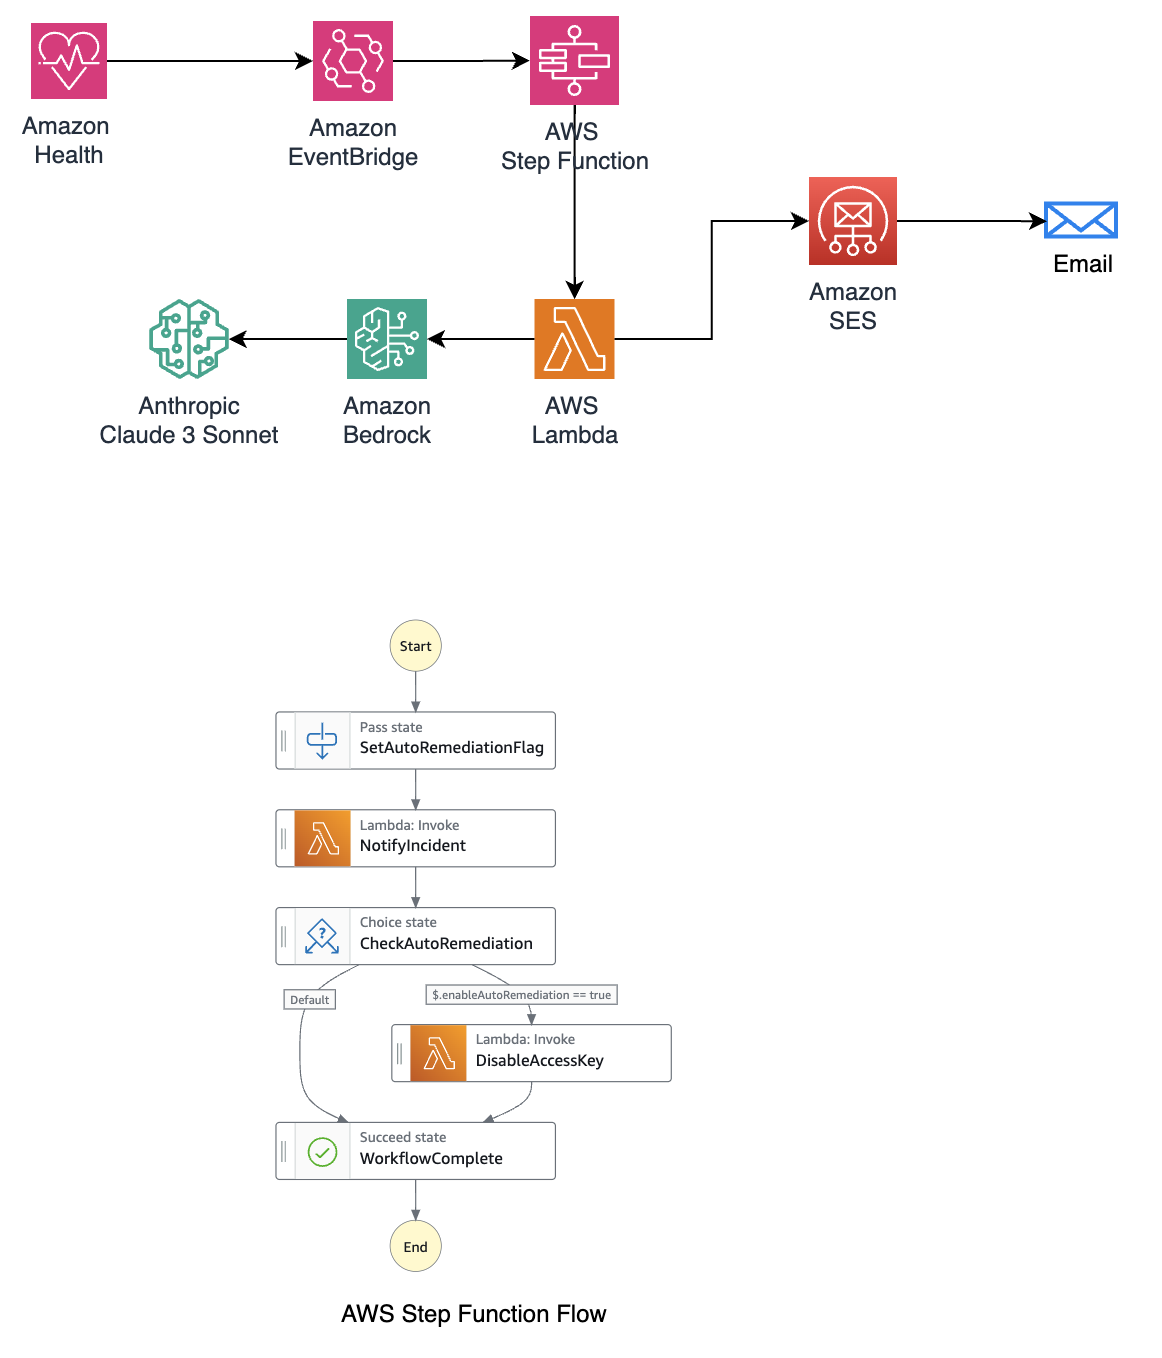 Amazon
Health
Amazon
EventBridge
AWS
Step Function
Amazon
SES
Email
Anthropic
Claude 3 Sonnet
Amazon
Bedrock
AWS
Lambda
Start
Pass state
SetAutoRemediationFlag
Lambda: Invoke
NotifyIncident
?
Choice state
CheckAutoRemediation
Default
$.enableAutoRemediation == true
Lambda: Invoke
DisableAccessKey
Succeed state
WorkflowComplete
End
AWS Step Function Flow